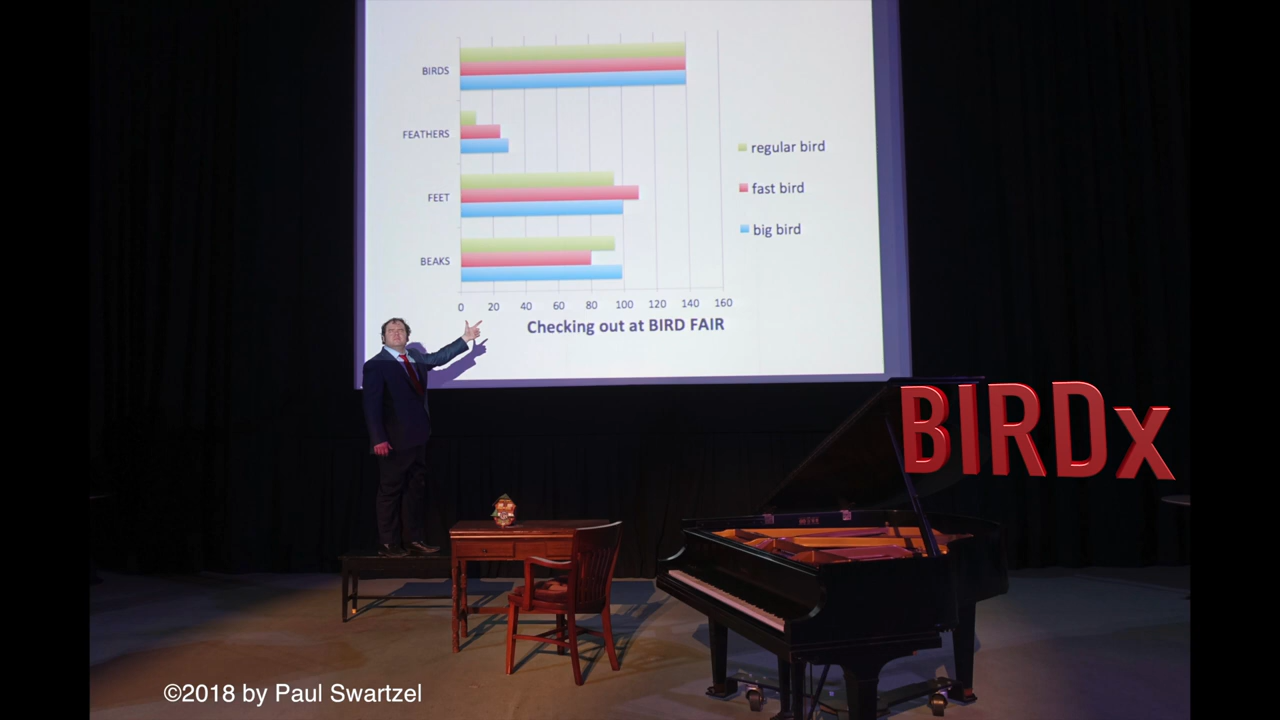 BIRDS
FEATHERS
FEET
BEAKS
regular bird
fast bird
big bird
0 20 40 60 80 100 120 140 160
Checking out at BIRD FAIR
BIRDx
©2018 by Paul Swartzel